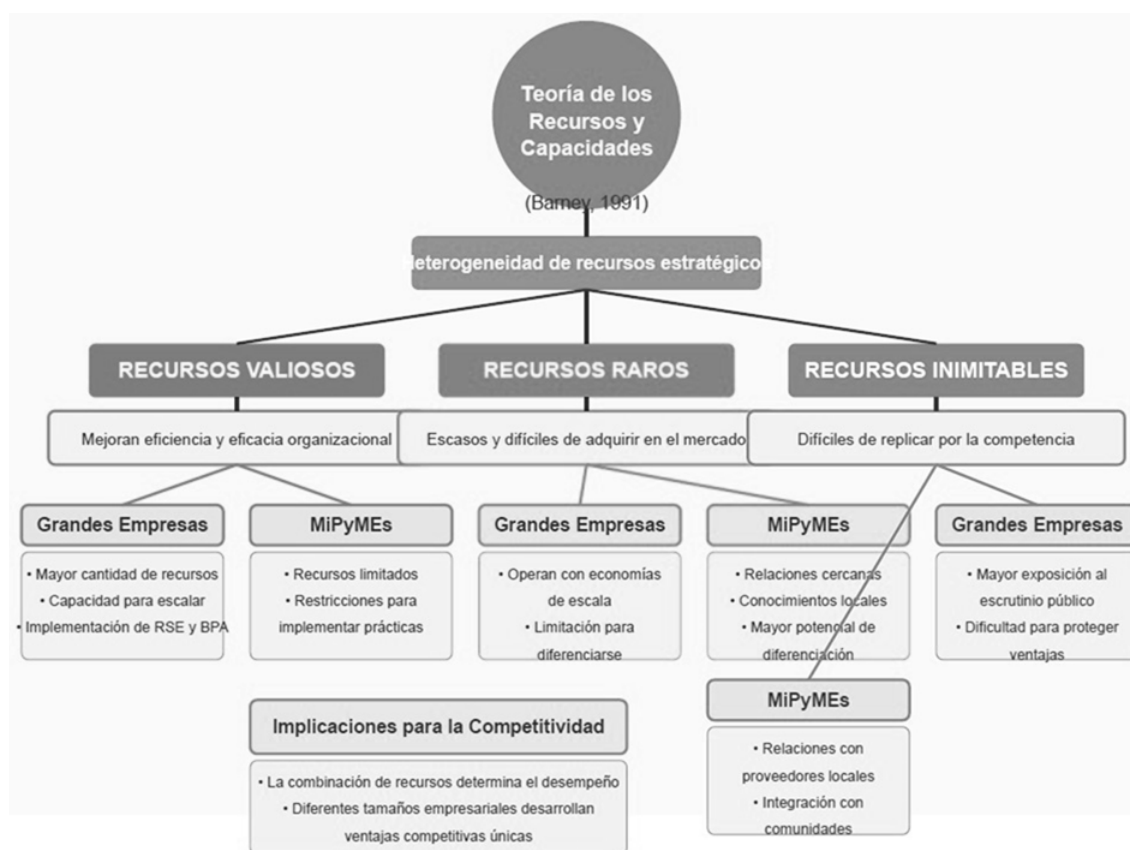 Teoría de los
Recursos y
Capacidades
(Barney, 1991)
Heterogeneidad de recursos estratégicos
RECURSOS VALIOSOS
RECURSOS RAROS
RECURSOS INIMITABLES
Mejoran eficiencia y eficacia organizacional
Escasos y difíciles de adquirir en el mercado
Difíciles de replicar por la competencia
Grandes Empresas
• Mayor cantidad de recursos
• Capacidad para escalar
• Implementación de RSE y BPA
MiPyMEs
• Recursos limitados
• Restricciones para
implementar prácticas
Grandes Empresas
• Operan con economías
de escala
• Limitación para
diferenciarse
MiPyMEs
• Relaciones cercanas
• Conocimientos locales
• Mayor potencial de
diferenciación
Grandes Empresas
• Mayor exposición al
escrutinio público
• Dificultad para proteger
ventajas
MiPyMEs
• Relaciones con
proveedores locales
• Integración con
comunidades
Implicaciones para la Competitividad
• La combinación de recursos determina el desempeño
• Diferentes tamaños empresariales desarrollan
ventajas competitivas únicas